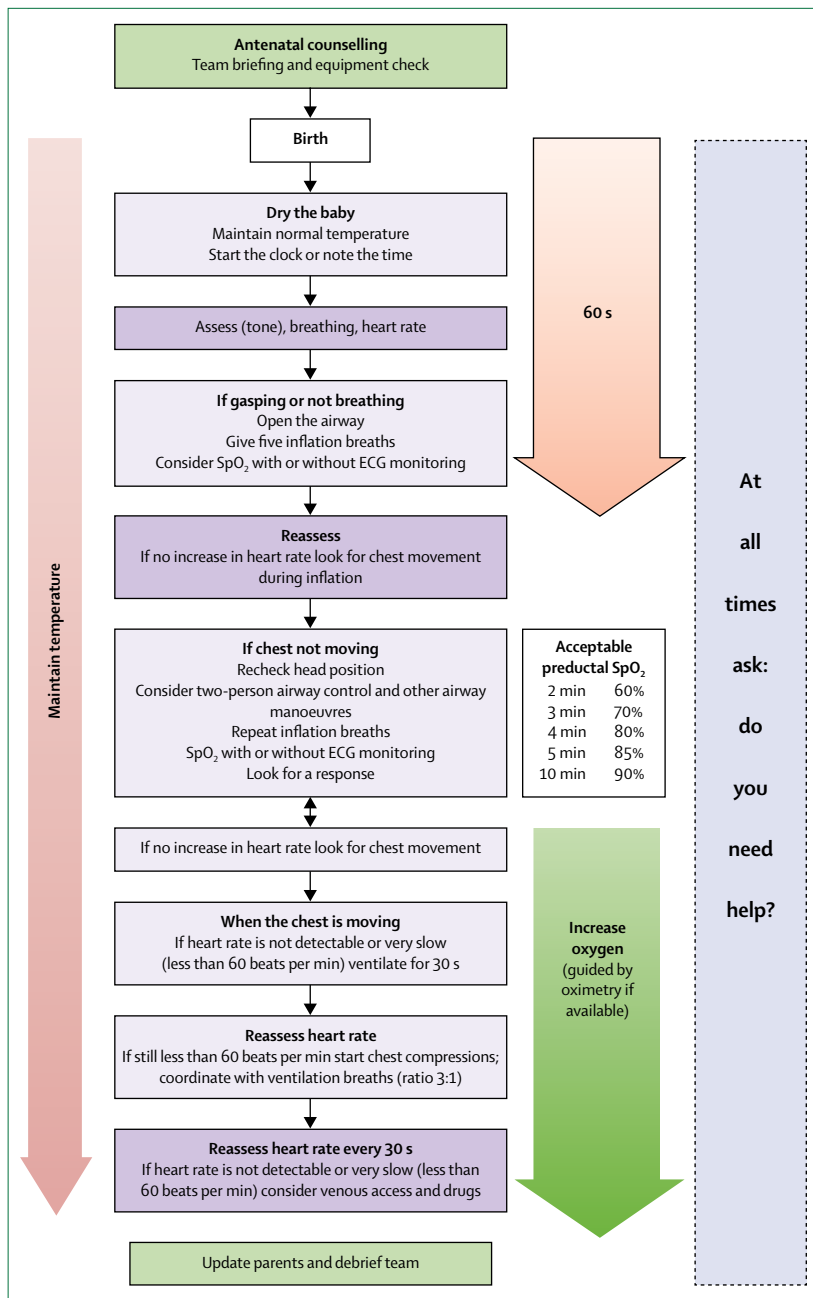 Antenatal counselling
Team briefing and equipment check
Birth
Dry the baby
Maintain normal temperature
Start the clock or note the time
Assess (tone), breathing, heart rate
If gasping or not breathing
Open the airway
Give five inflation breaths
Consider SpO₂ with or without ECG monitoring
60 s
Reassess
If no increase in heart rate look for chest movement
during inflation
If chest not moving
Recheck head position
Consider two-person airway control and other airway
manoeuvres
Repeat inflation breaths
SpO₂ with or without ECG monitoring
Look for a response
Acceptable
preductal SpO₂
2 min 60%
3 min 70%
4 min 80%
5 min 85%
10 min 90%
If no increase in heart rate look for chest movement
When the chest is moving
If heart rate is not detectable or very slow
(less than 60 beats per min) ventilate for 30 s
Reassess heart rate
If still less than 60 beats per min start chest compressions;
coordinate with ventilation breaths (ratio 3:1)
Reassess heart rate every 30 s
If heart rate is not detectable or very slow (less than
60 beats per min) consider venous access and drugs
Increase
oxygen
(guided by
oximetry if
available)
Update parents and debrief team
Maintain temperature
At
all
times
ask:
do
you
need
help?